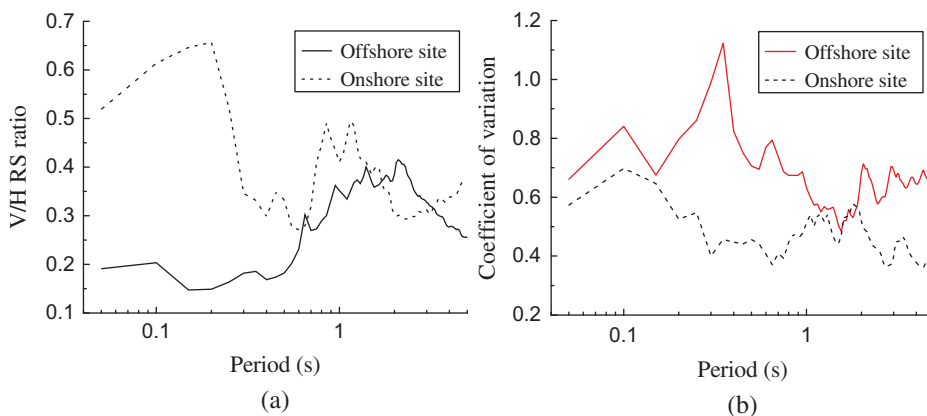 0.7
0.6
0.5
0.4
0.3
0.2
0.1
V/H RS ratio
Offshore site
Onshore site
0.1
1
Period (s)
(a)
1.2
1.0
0.8
0.6
0.4
0.2
Coefficient of variation
Offshore site
Onshore site
0.1
1
Period (s)
(b)